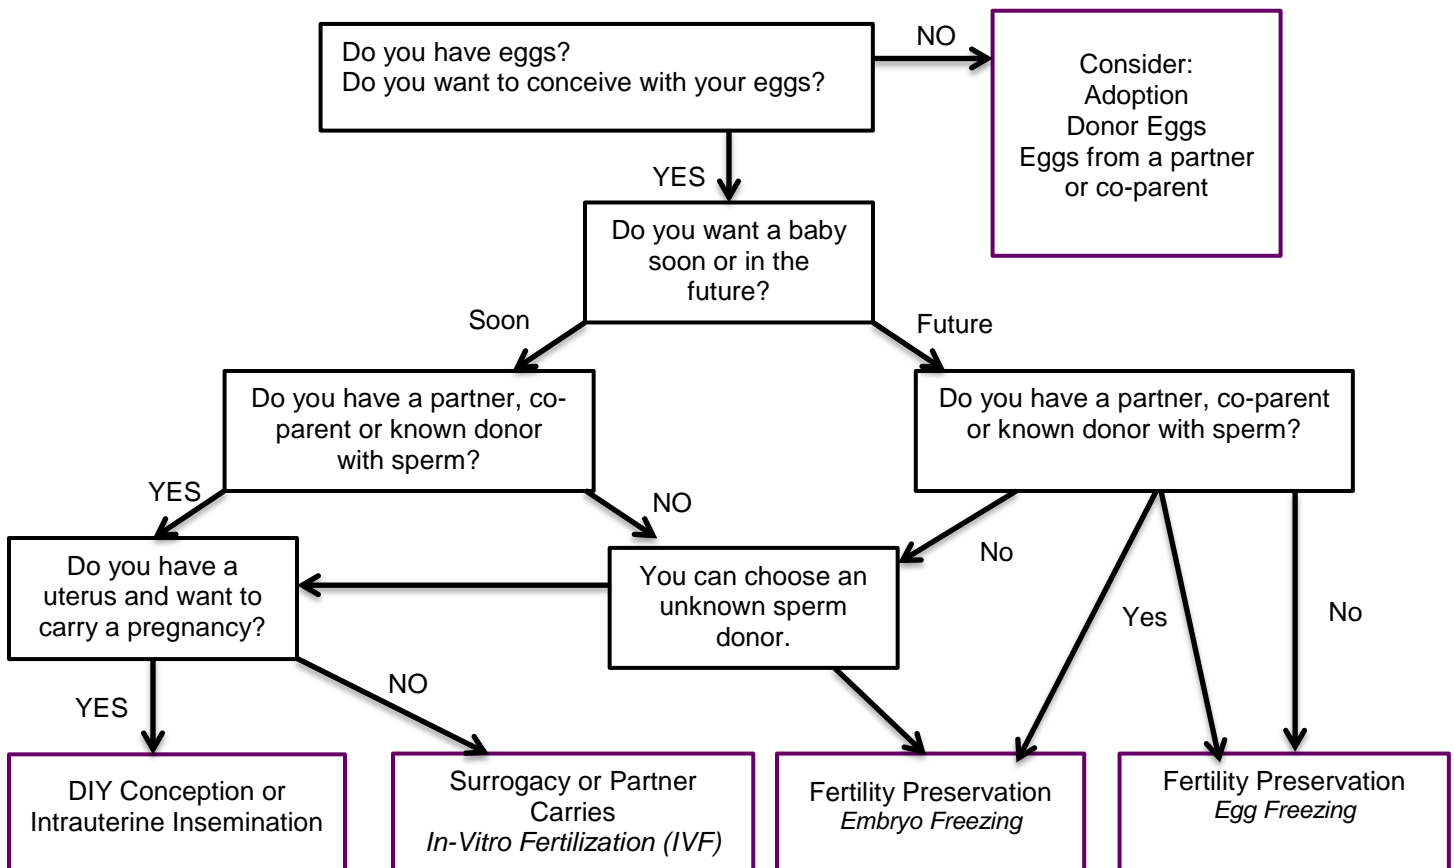 Do you have eggs?
Do you want to conceive with your eggs?
NO
Consider:
Adoption
Donor Eggs
Eggs from a partner
or co-parent
YES
Do you want a baby
soon or in the
future?
Soon
Future
Do you have a partner, co-
parent or known donor
with sperm?
Do you have a partner, co-parent
or known donor with sperm?
YES
NO
No
Yes
No
Do you have a
uterus and want to
carry a pregnancy?
You can choose an
unknown sperm
donor.
YES
NO
DIY Conception or
Intrauterine Insemination
Surrogacy or Partner
Carries
In-Vitro Fertilization (IVF)
Fertility Preservation
Embryo Freezing
Fertility Preservation
Egg Freezing